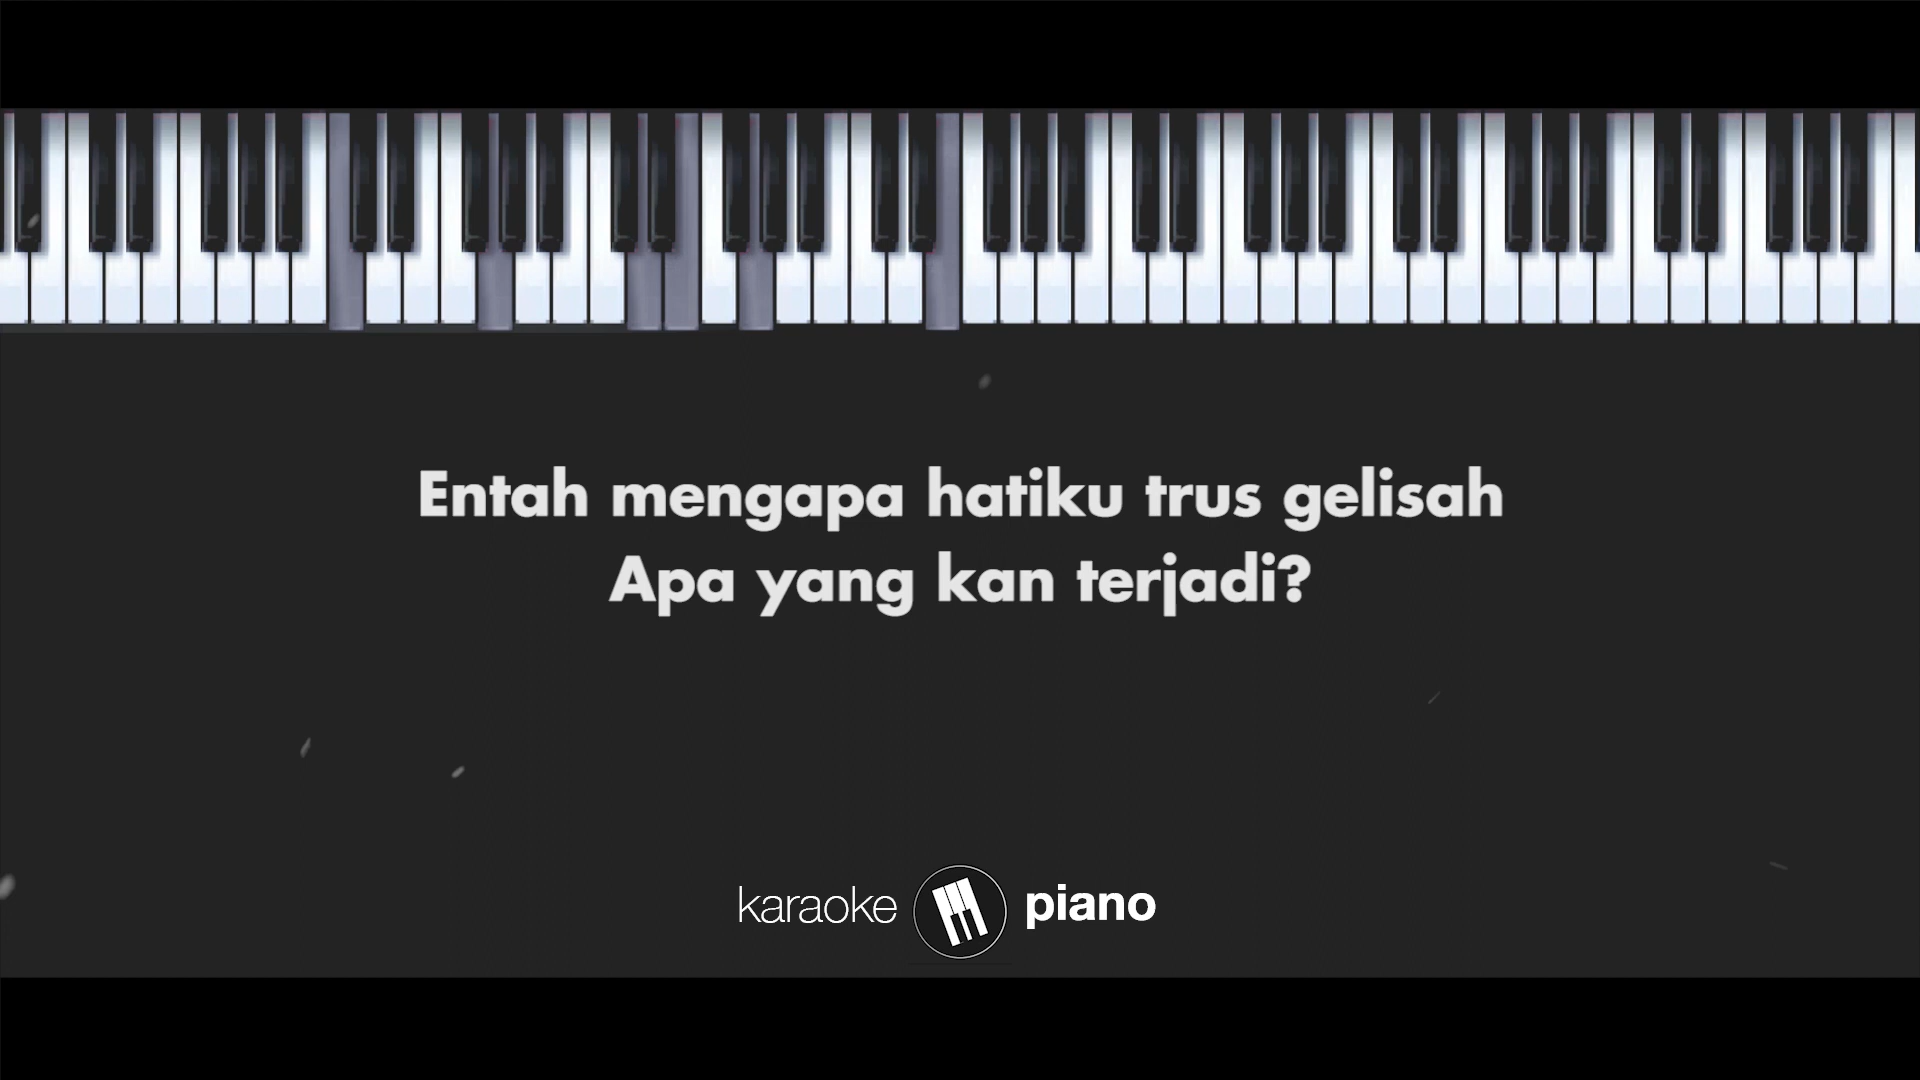 Entah mengapa hatiku trus gelisah
Apa yang kan terjadi?
karaoke piano